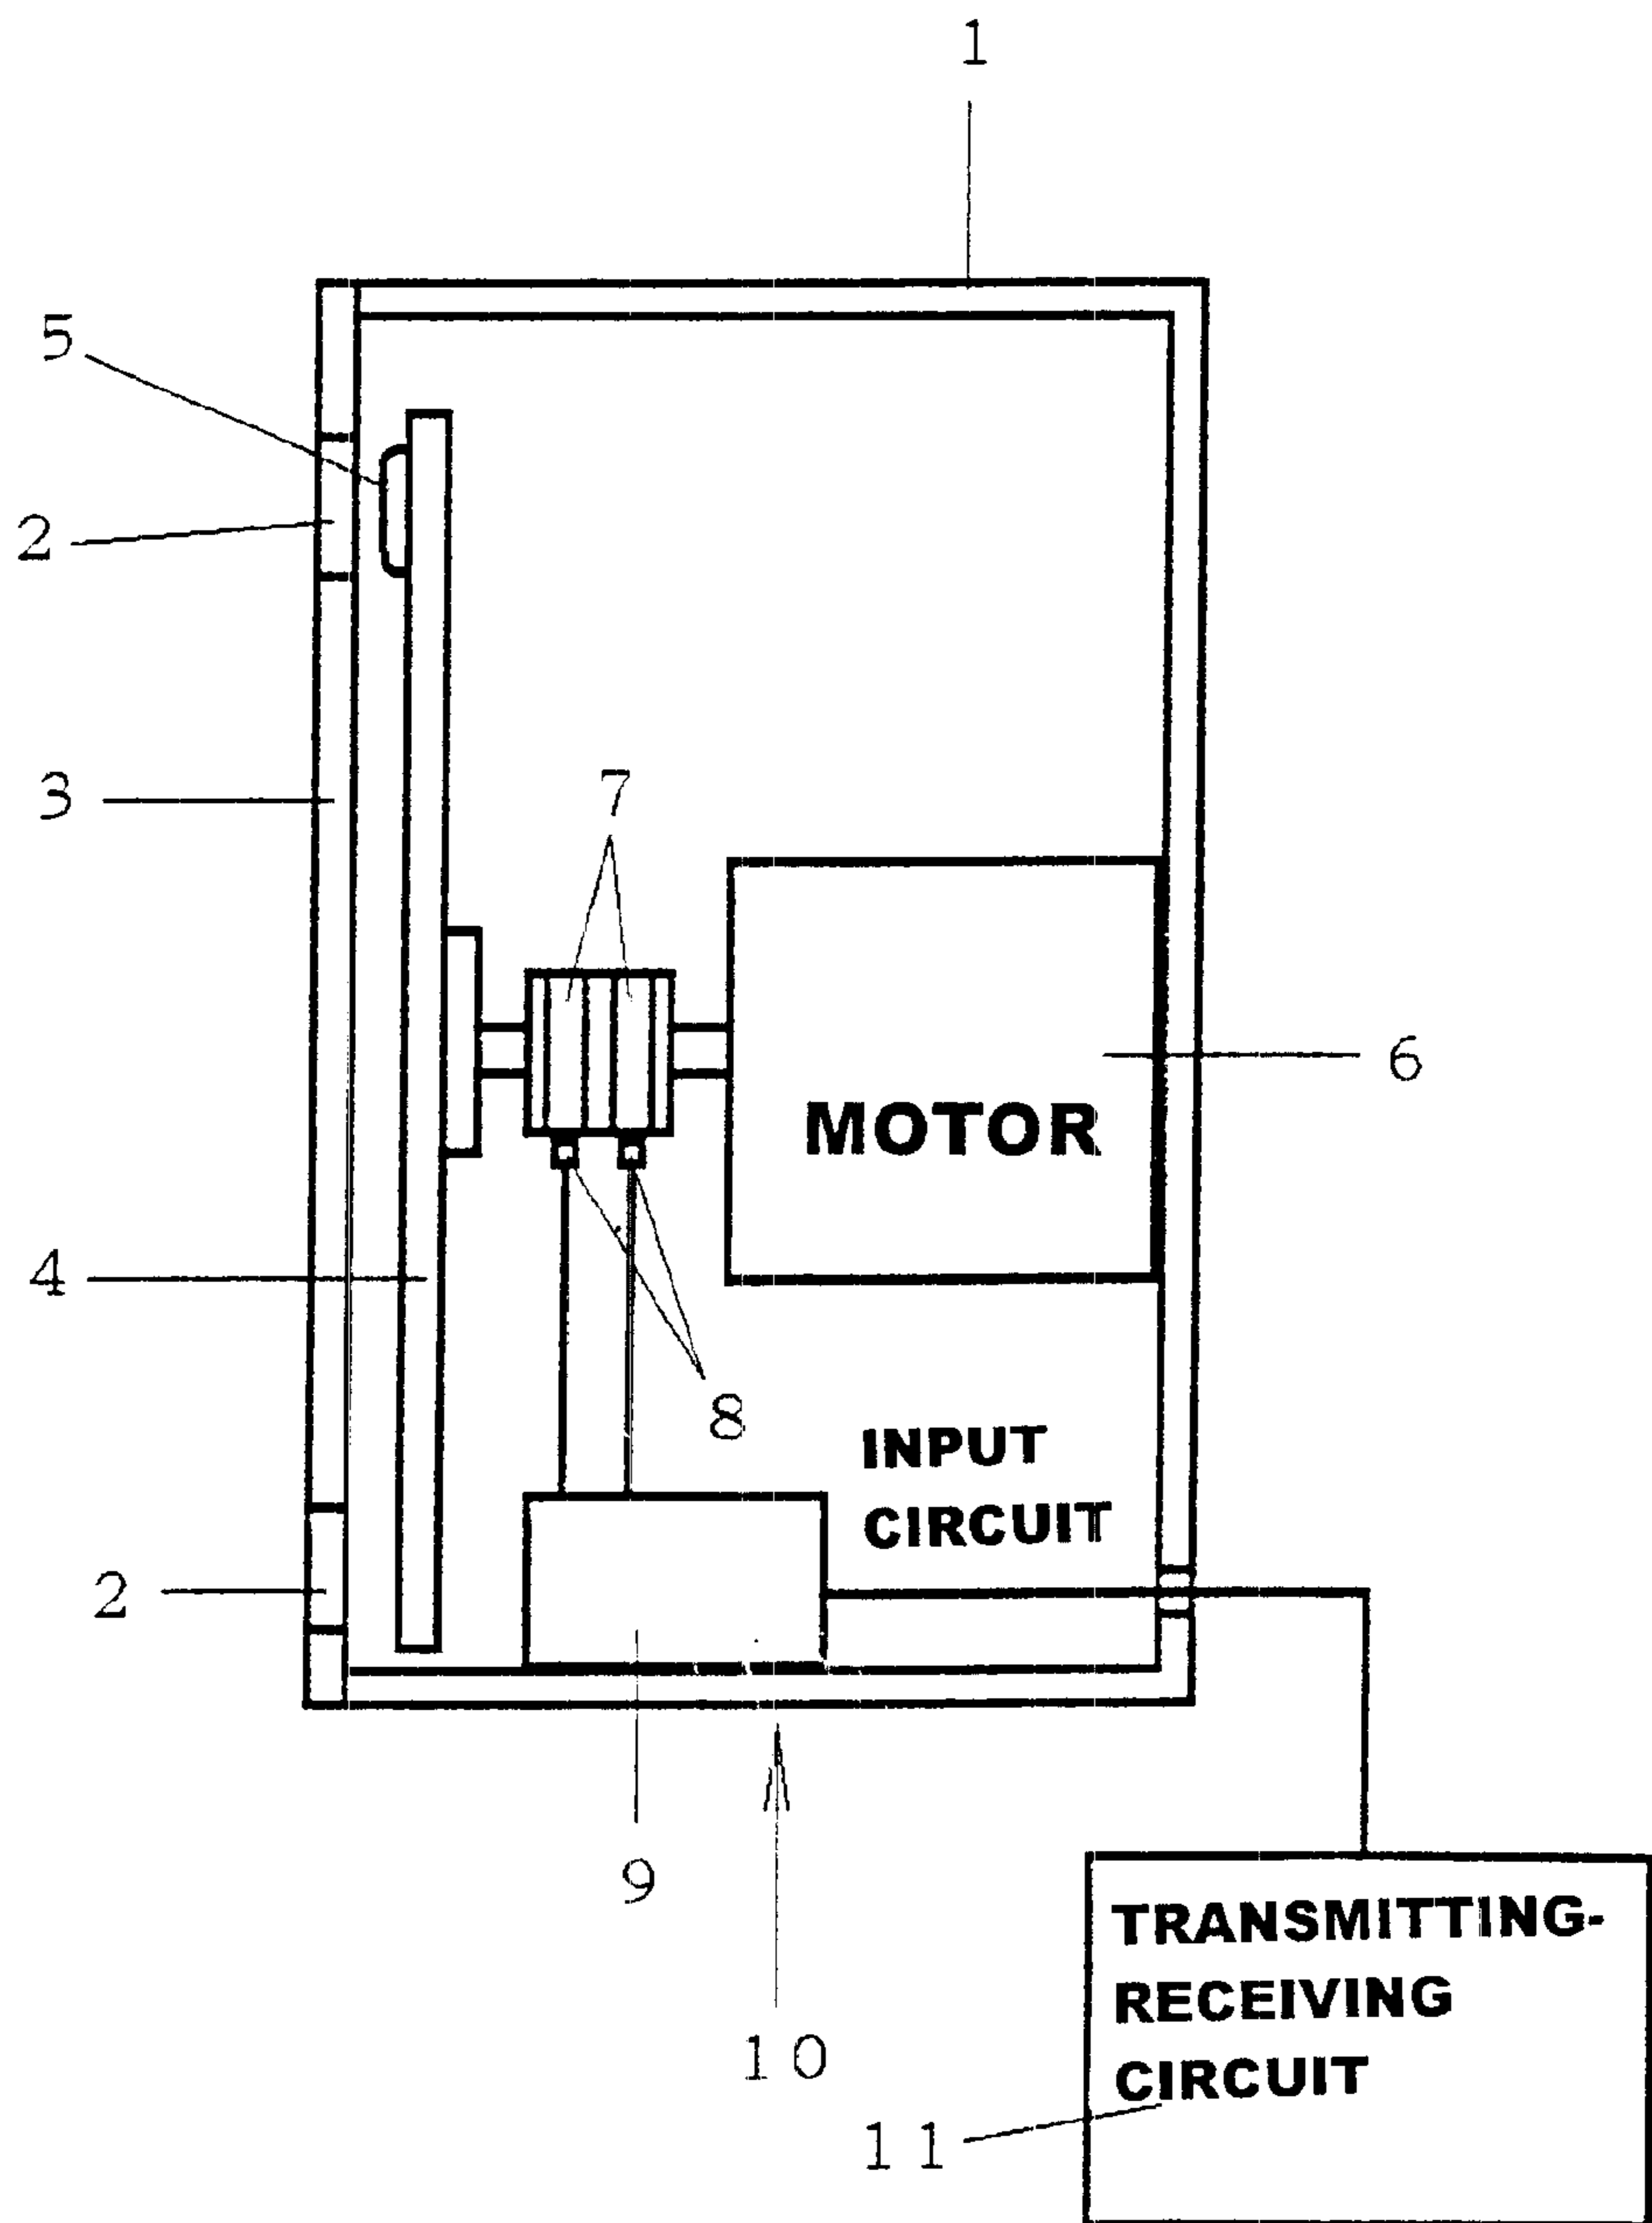 1
5
2
3
7
6
MOTOR
4
8
INPUT
CIRCUIT
2
9
10
TRANSMITTING-
RECEIVING
CIRCUIT
11